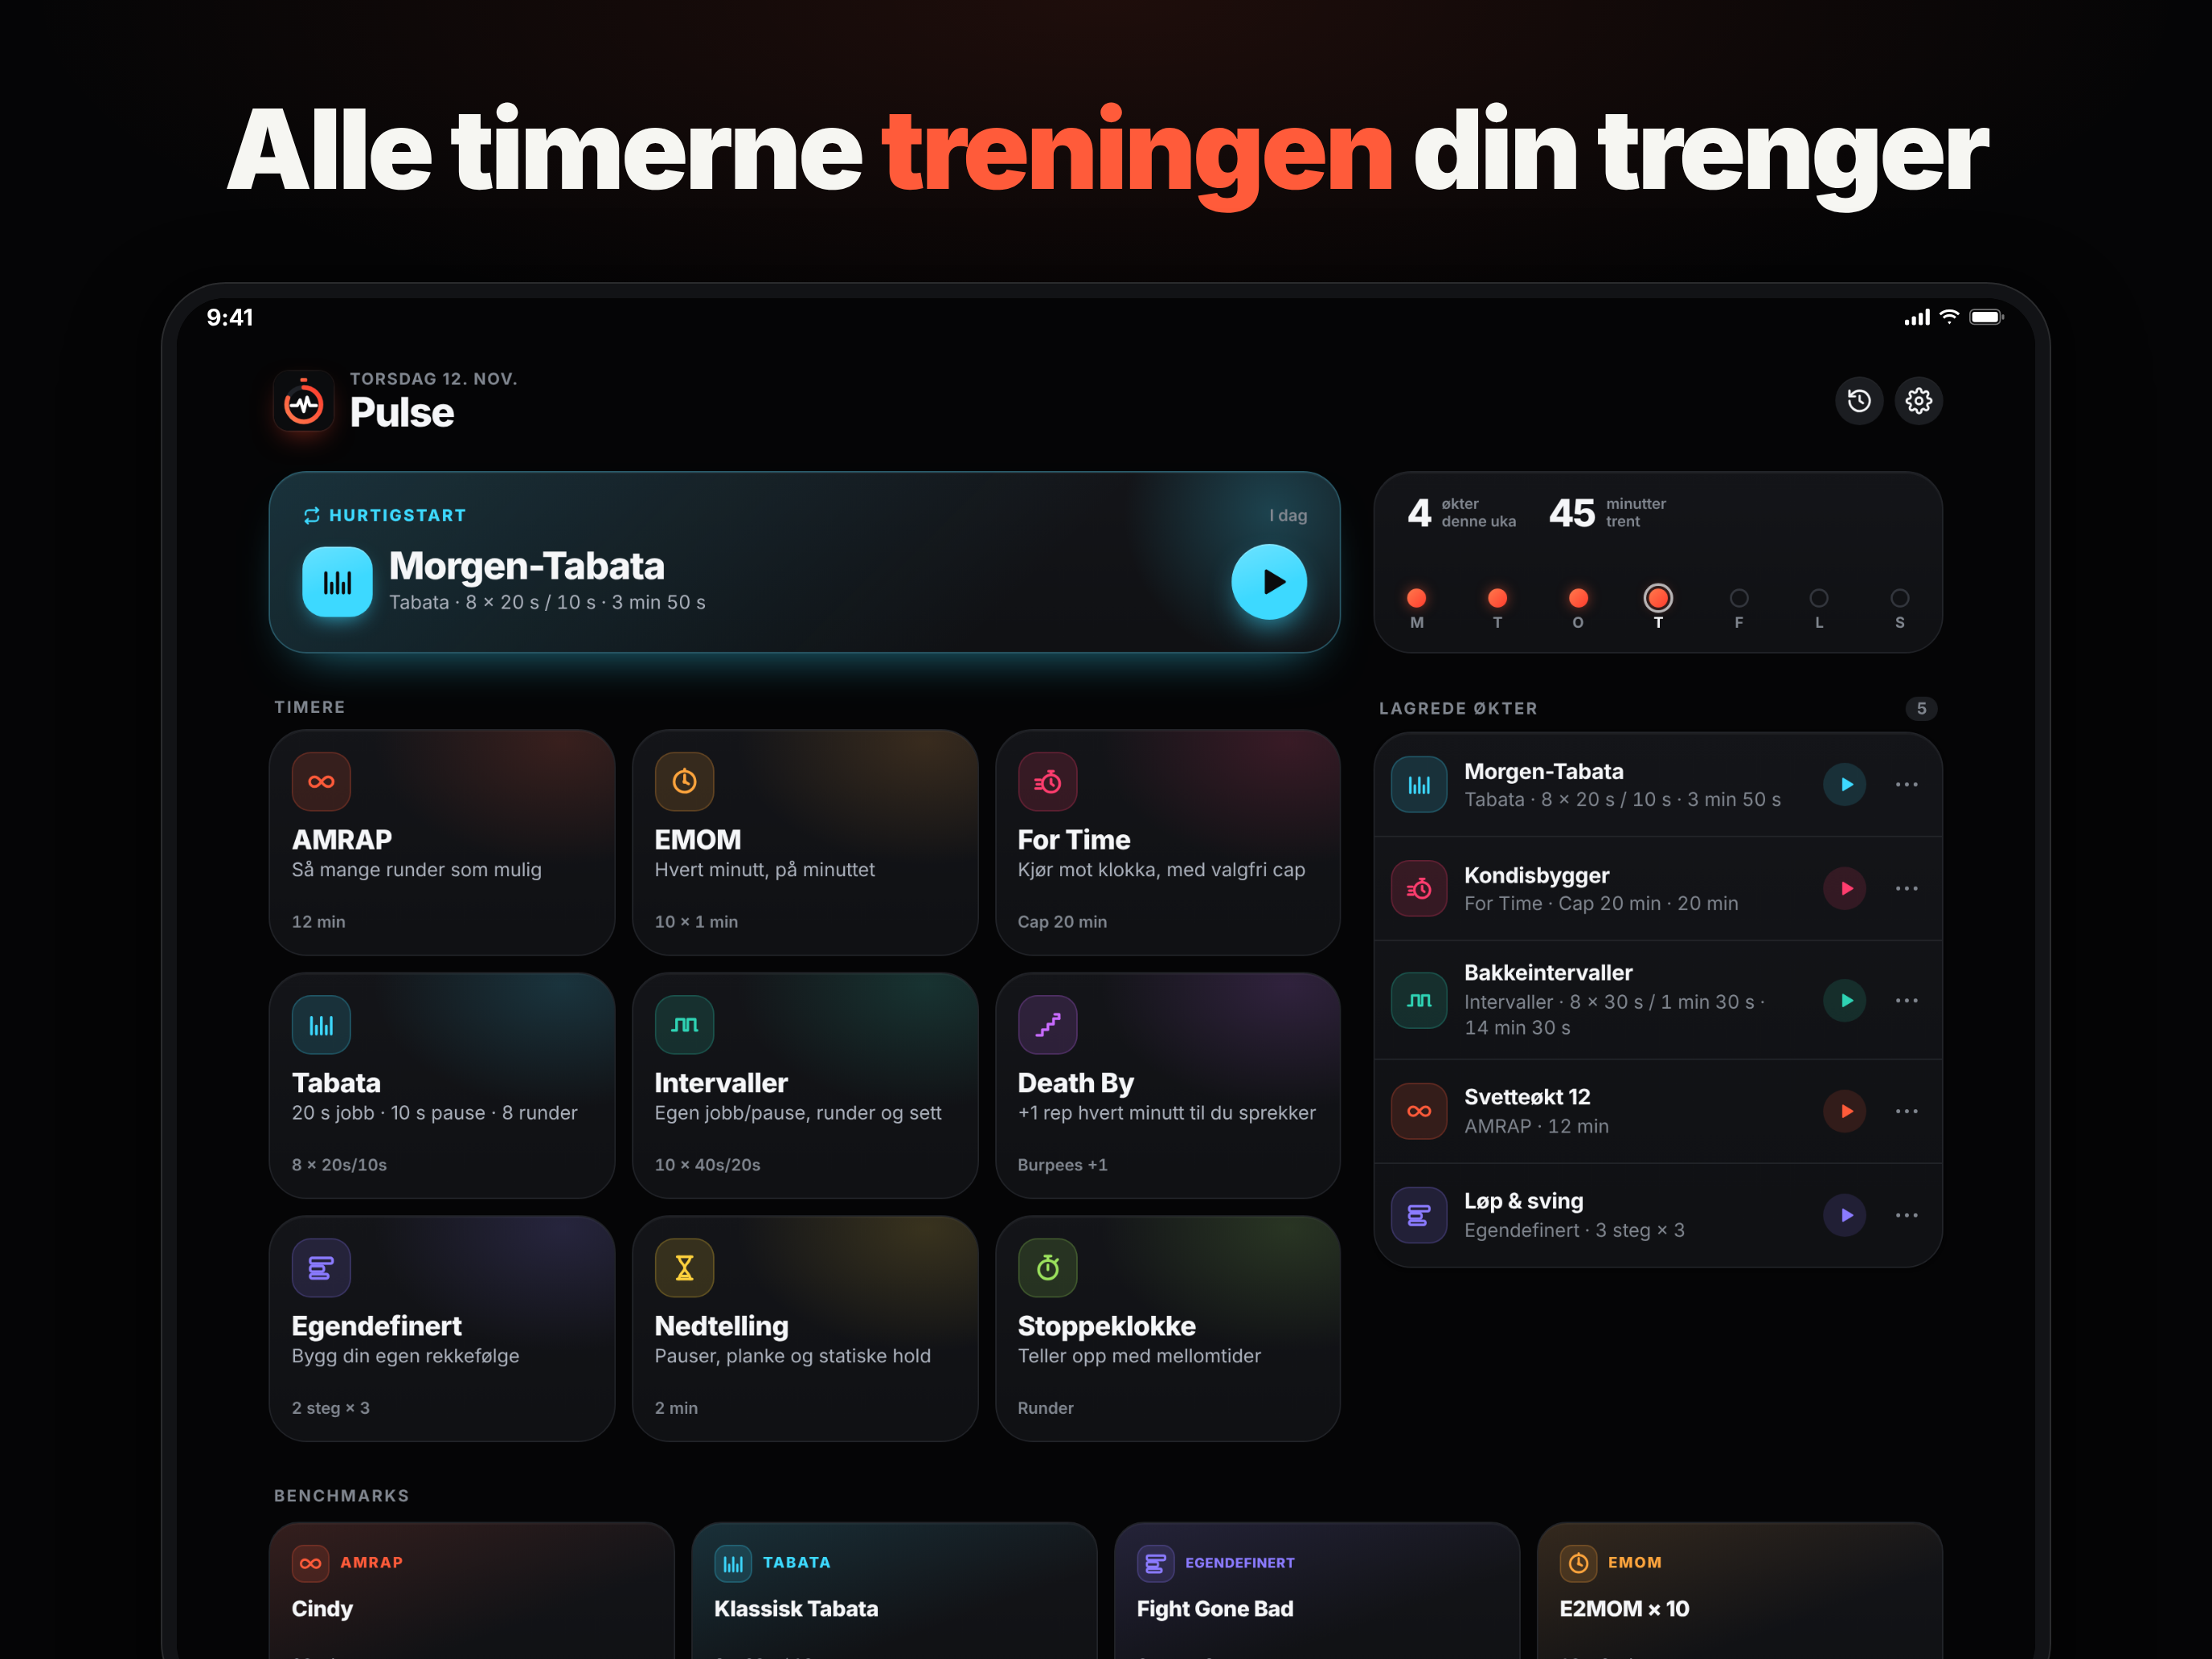 Alle timerne treningen din trenger
9:41
TORSDAG 12. NOV.
Pulse
HURTIGSTART
I dag
Morgen-Tabata
Tabata · 8 × 20 s / 10 s · 3 min 50 s
4 økter denne uka
45 minutter trent
M T O T F L S
TIMERE
AMRAP
Så mange runder som mulig
12 min
EMOM
Hvert minutt, på minuttet
10 × 1 min
For Time
Kjør mot klokka, med valgfri cap
Cap 20 min
Tabata
20 s jobb · 10 s pause · 8 runder
8 × 20s/10s
Intervaller
Egen jobb/pause, runder og sett
10 × 40s/20s
Death By
+1 rep hvert minutt til du sprekker
Burpees +1
Egendefinert
Bygg din egen rekkefølge
2 steg × 3
Nedtelling
Pauser, planke og statiske hold
2 min
Stoppeklokke
Teller opp med mellomtider
Runder
LAGREDE ØKTER
5
Morgen-Tabata
Tabata · 8 × 20 s / 10 s · 3 min 50 s
Kondisbygger
For Time · Cap 20 min · 20 min
Bakkeintervaller
Intervaller · 8 × 30 s / 1 min 30 s ·
14 min 30 s
Svetteøkt 12
AMRAP · 12 min
Løp & sving
Egendefinert · 3 steg × 3
BENCHMARKS
AMRAP
Cindy
TABATA
Klassisk Tabata
EGENDEFINERT
Fight Gone Bad
EMOM
E2MOM × 10